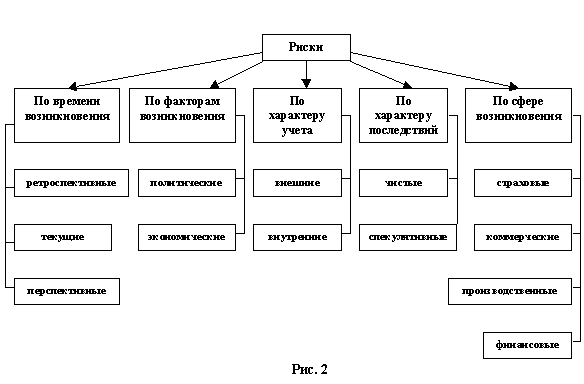 Риски
По времени
возникновения
По факторам
возникновения
По
характеру
учета
По
характеру
последствий
По сфере
возникновения
ретроспективные
политические
внешние
чистые
страховые
текущие
экономические
внутренние
спекулятивные
коммерческие
перспективные
производственные
финансовые
Рис. 2